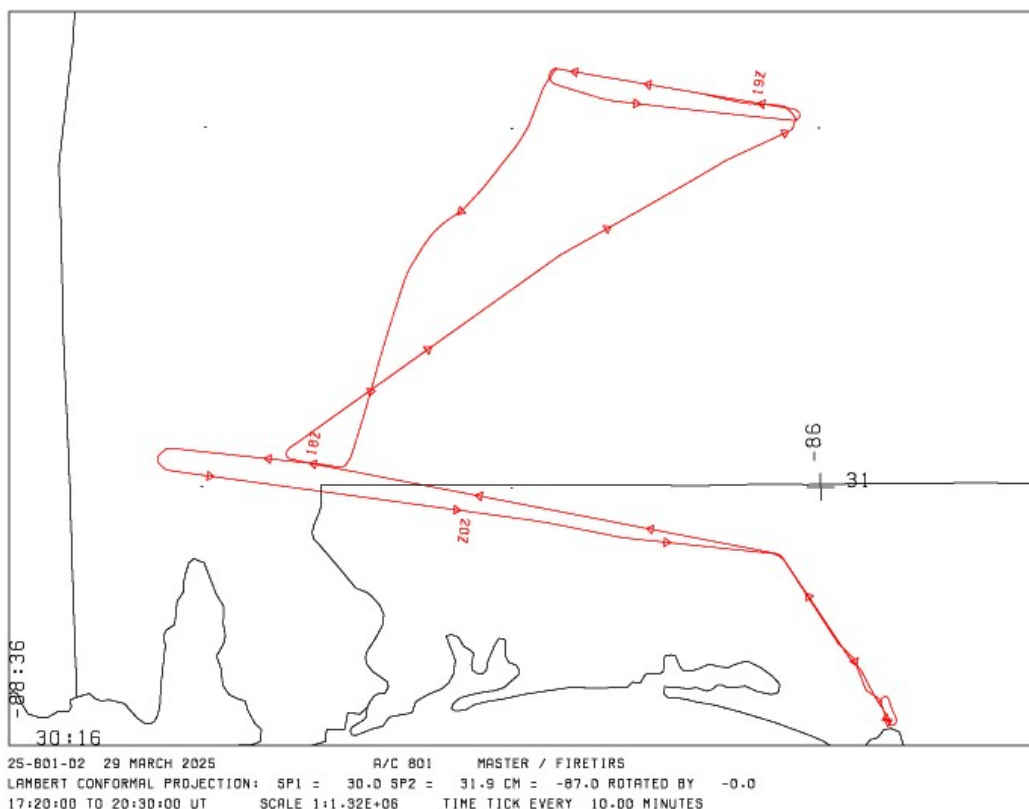 19Z
18Z
-86
31
20Z
-88:36
30:16
25-801-02 29 MARCH 2025 A/C 801 MASTER / FIRETIRS
LAMBERT CONFORMAL PROJECTION: SP1 = 30.0 SP2 = 31.9 CM = -87.0 ROTATED BY -0.0
17:20:00 TO 20:30:00 UT SCALE 1:1.32E+06 TIME TICK EVERY 10.00 MINUTES